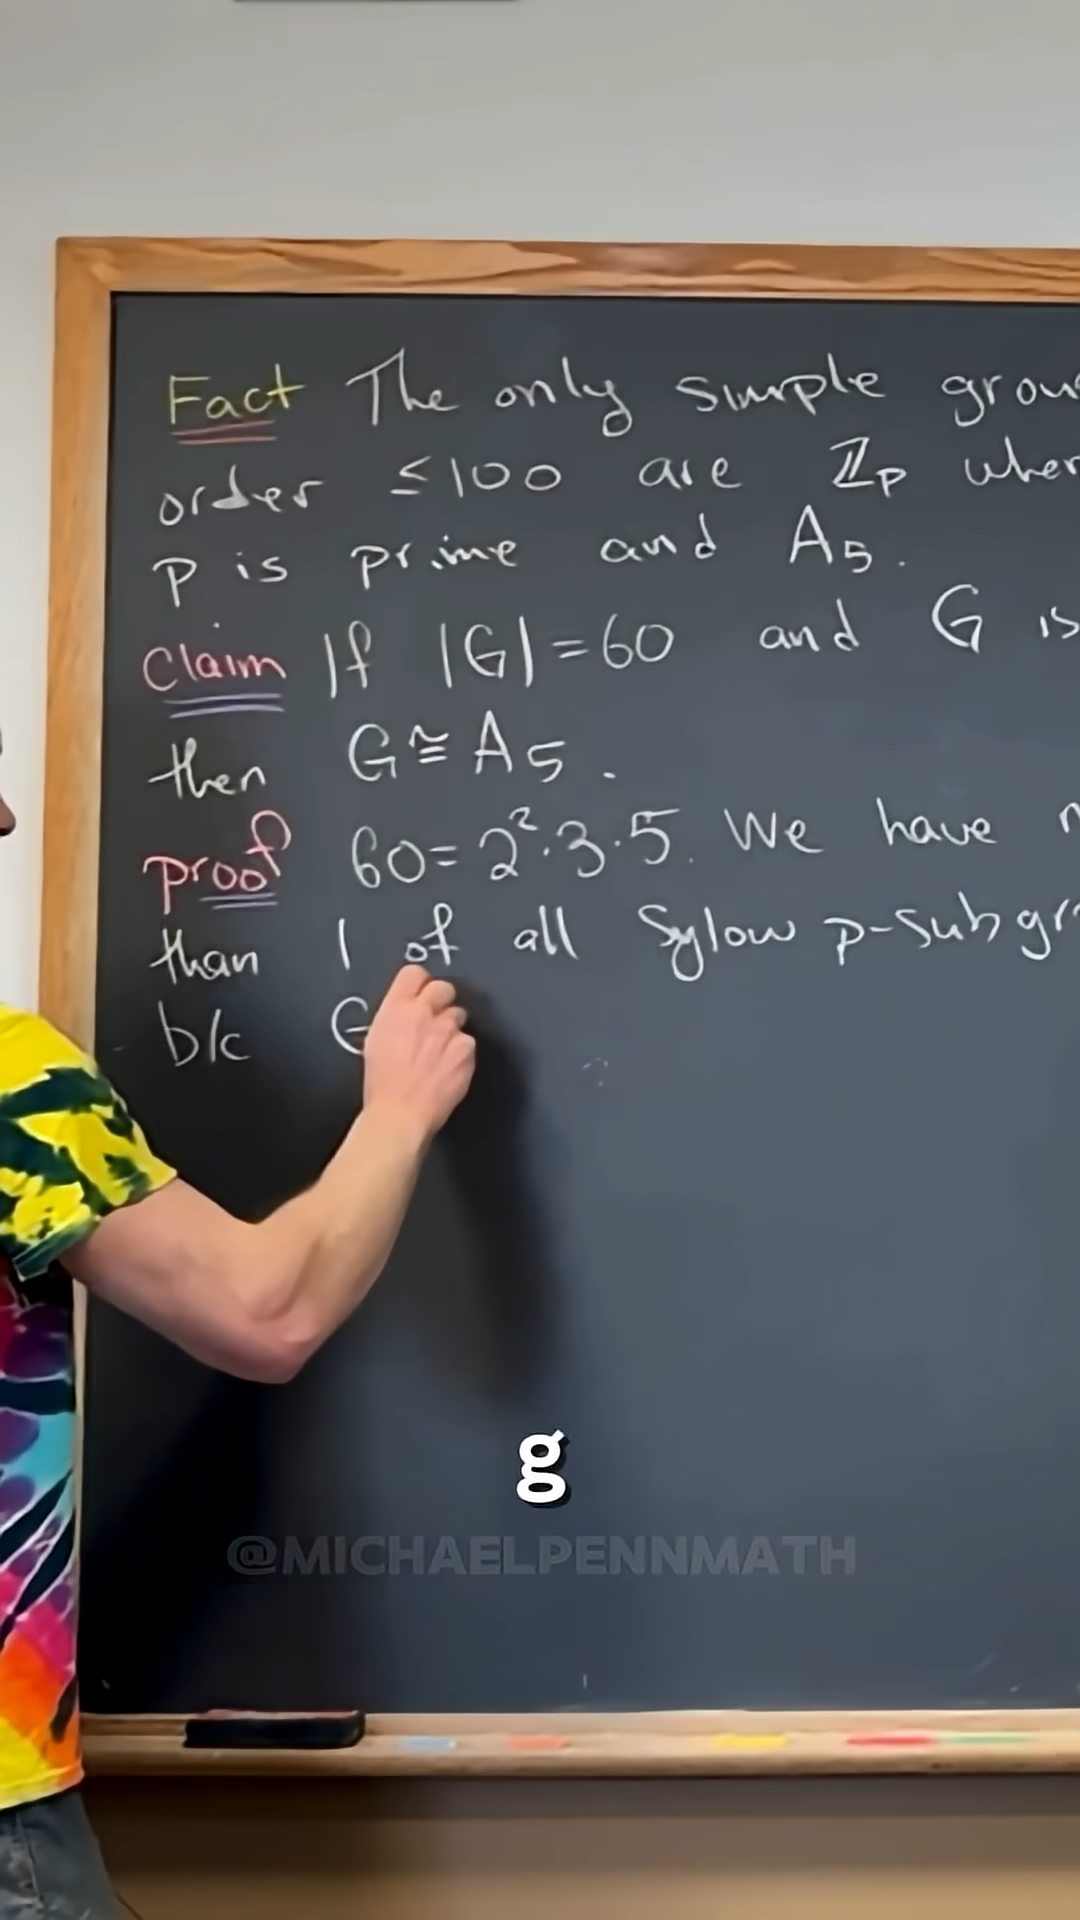 Fact The only simple grou
order ≤100 are ℤp wher
p is prime and A5.
Claim If |G|=60 and G is
then G≅A5.
proof 60=2²·3·5. We have m
than 1 of all Sylow p-subgr
b/c G
g
@MICHAELPENNMATH